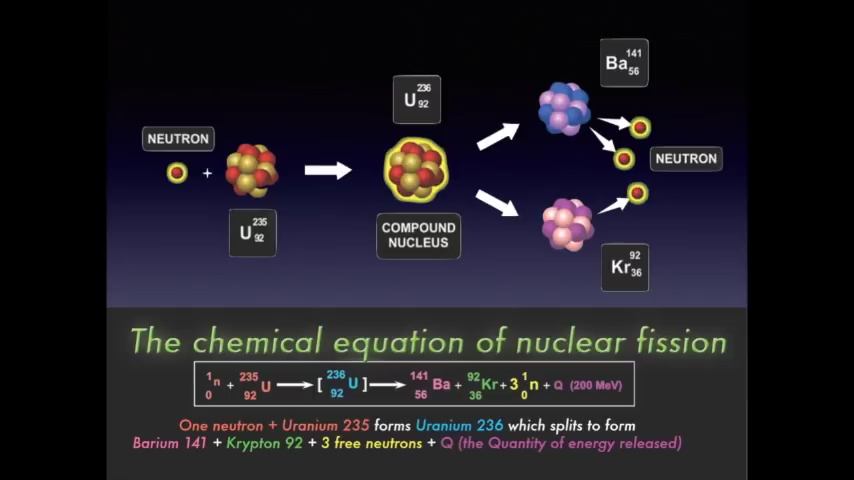 Ba 141 56
U 236 92
NEUTRON
+
NEUTRON
U 235 92
COMPOUND
NUCLEUS
Kr 92 36
The chemical equation of nuclear fission
1 0 n + 235 92 U ⟶ [ 236 92 U ] ⟶ 141 56 Ba + 92 36 Kr + 3 1 0 n + Q (200 MeV)
One neutron + Uranium 235 forms Uranium 236 which splits to form
Barium 141 + Krypton 92 + 3 free neutrons + Q (the Quantity of energy released)